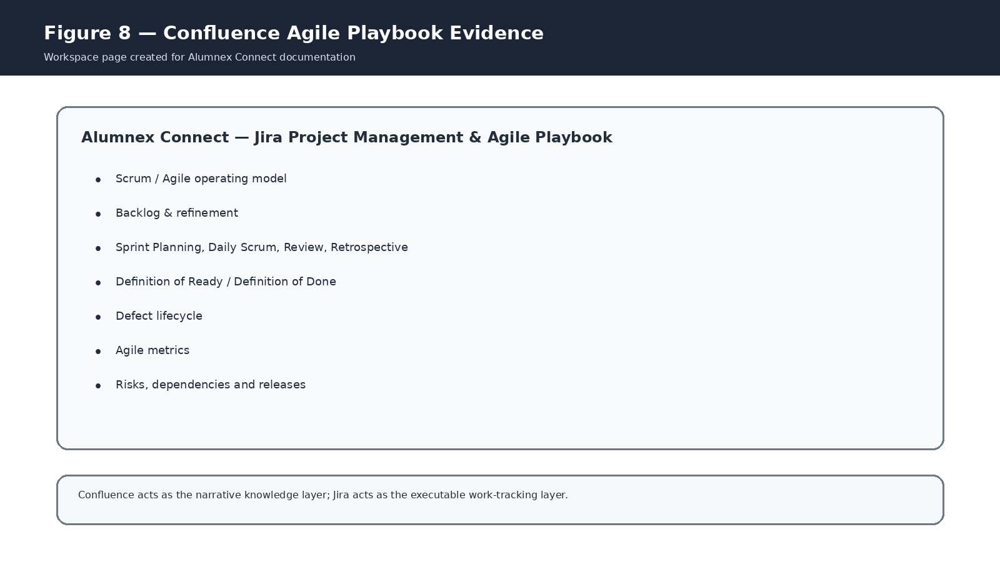 Figure 8 — Confluence Agile Playbook Evidence
Workspace page created for Alumnex Connect documentation
Alumnex Connect — Jira Project Management & Agile Playbook
● Scrum / Agile operating model
● Backlog & refinement
● Sprint Planning, Daily Scrum, Review, Retrospective
● Definition of Ready / Definition of Done
● Defect lifecycle
● Agile metrics
● Risks, dependencies and releases
Confluence acts as the narrative knowledge layer; Jira acts as the executable work-tracking layer.